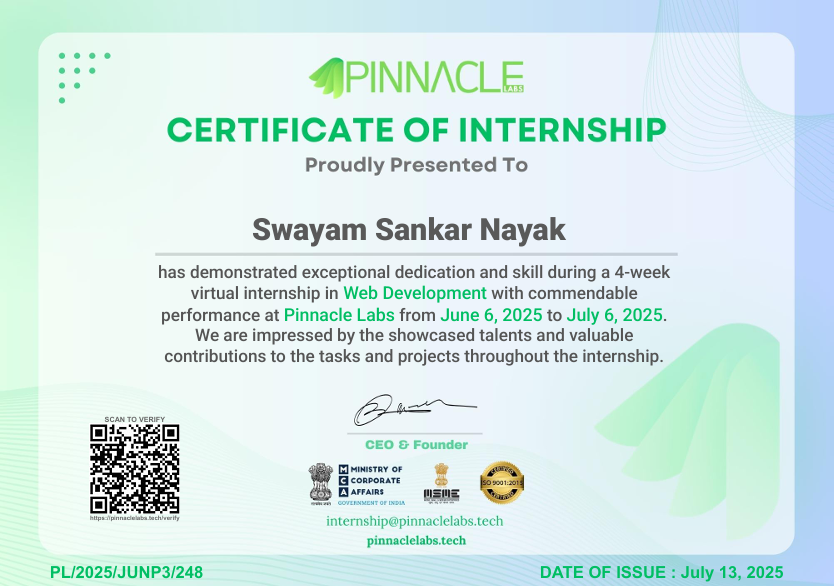 PINNACLE
LABS
CERTIFICATE OF INTERNSHIP
Proudly Presented To
Swayam Sankar Nayak
has demonstrated exceptional dedication and skill during a 4-week
virtual internship in Web Development with commendable
performance at Pinnacle Labs from June 6, 2025 to July 6, 2025.
We are impressed by the showcased talents and valuable
contributions to the tasks and projects throughout the internship.
SCAN TO VERIFY
https://pinnaclelabs.tech/verify
CEO & Founder
MCA
MINISTRY OF
CORPORATE
AFFAIRS
GOVERNMENT OF INDIA
MSME
CERTIFIED
ISO 9001:2015
CERTIFIED
internship@pinnaclelabs.tech
pinnaclelabs.tech
PL/2025/JUNP3/248
DATE OF ISSUE : July 13, 2025